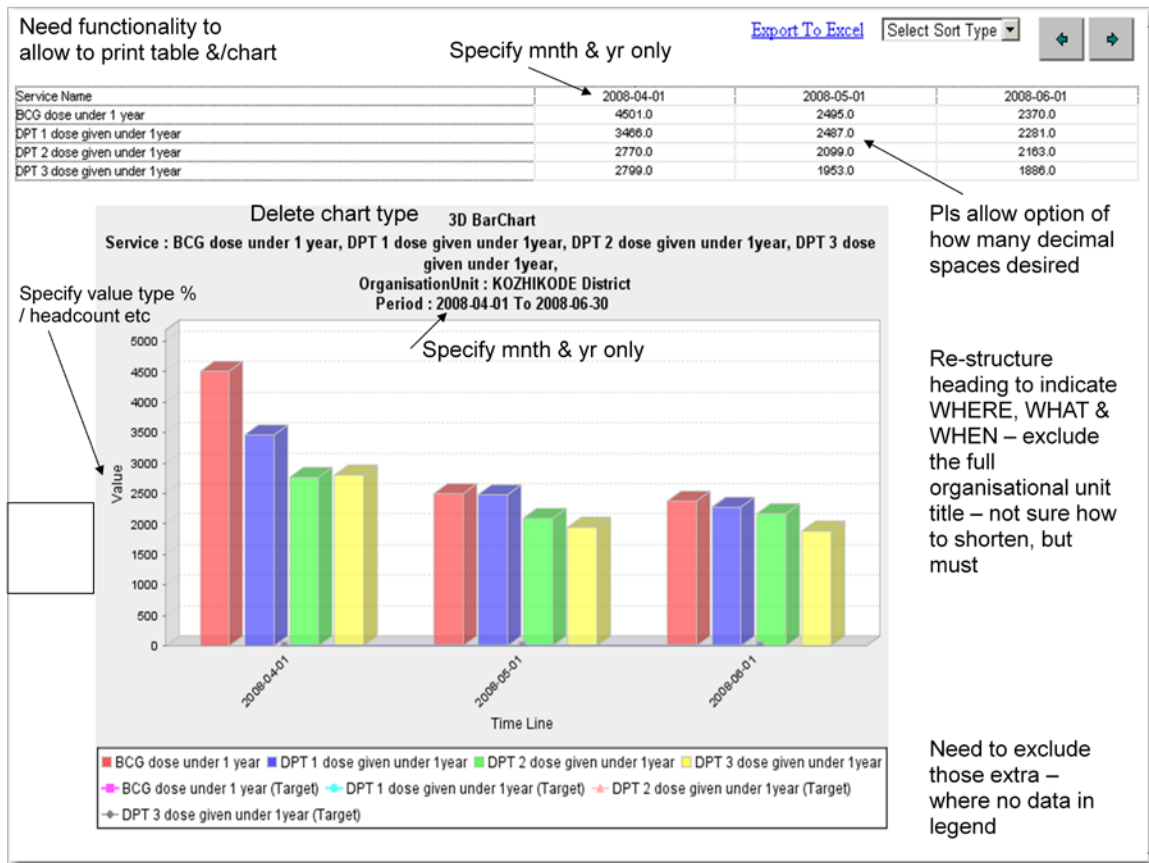 Need functionality to
allow to print table &/chart
Specify mnth & yr only
Export To Excel
Select Sort Type
Service Name 2008-04-01 2008-05-01 2008-06-01
BCG dose under 1 year 4501.0 2495.0 2370.0
DPT 1 dose given under 1year 3466.0 2487.0 2281.0
DPT 2 dose given under 1year 2770.0 2099.0 2163.0
DPT 3 dose given under 1year 2799.0 1953.0 1886.0
Delete chart type
3D BarChart
Service : BCG dose under 1 year, DPT 1 dose given under 1year, DPT 2 dose given under 1year, DPT 3 dose
given under 1year,
OrganisationUnit : KOZHIKODE District
Period : 2008-04-01 To 2008-06-30
Pls allow option of
how many decimal
spaces desired
Specify value type %
/ headcount etc
Specify mnth & yr only
Re-structure
heading to indicate
WHERE, WHAT &
WHEN – exclude
the full
organisational unit
title – not sure how
to shorten, but
must
Value
5000
4500
4000
3500
3000
2500
2000
1500
1000
500
0
2008-04-01
2008-05-01
2008-06-01
Time Line
BCG dose under 1 year DPT 1 dose given under 1year DPT 2 dose given under 1year DPT 3 dose given under 1year
BCG dose under 1 year (Target) DPT 1 dose given under 1year (Target) DPT 2 dose given under 1year (Target)
DPT 3 dose given under 1year (Target)
Need to exclude
those extra –
where no data in
legend